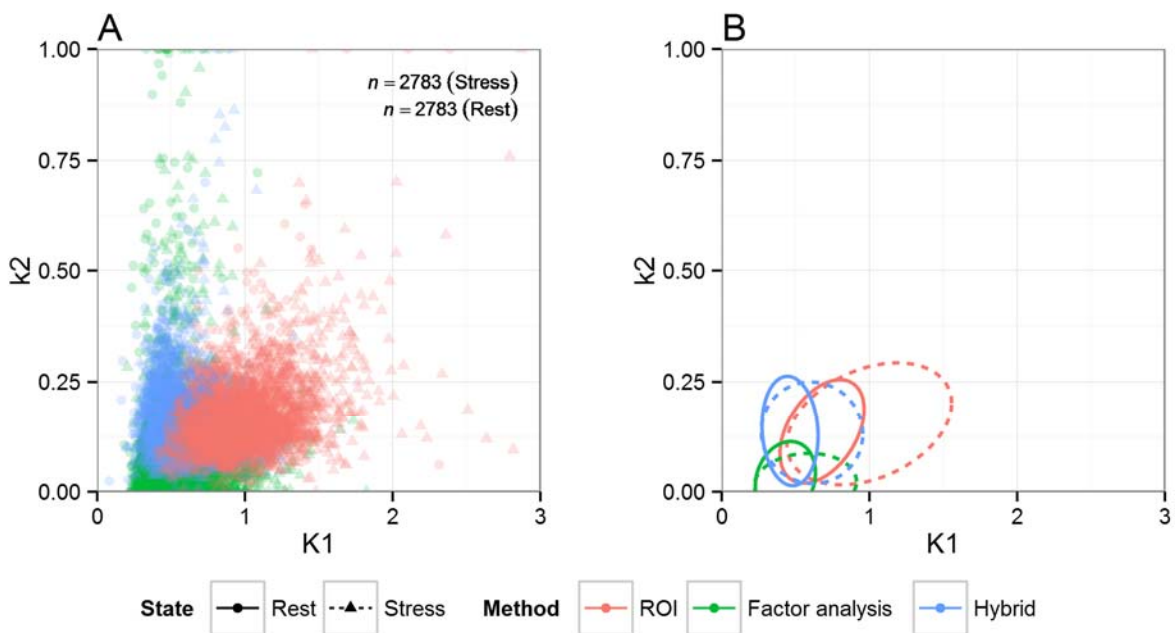 A
1.00
0.75
0.50
0.25
0.00
k2
n = 2783 (Stress)
n = 2783 (Rest)
0 1 2 3
K1
B
1.00
0.75
0.50
0.25
0.00
k2
0 1 2 3
K1
State Rest Stress Method ROI Factor analysis Hybrid